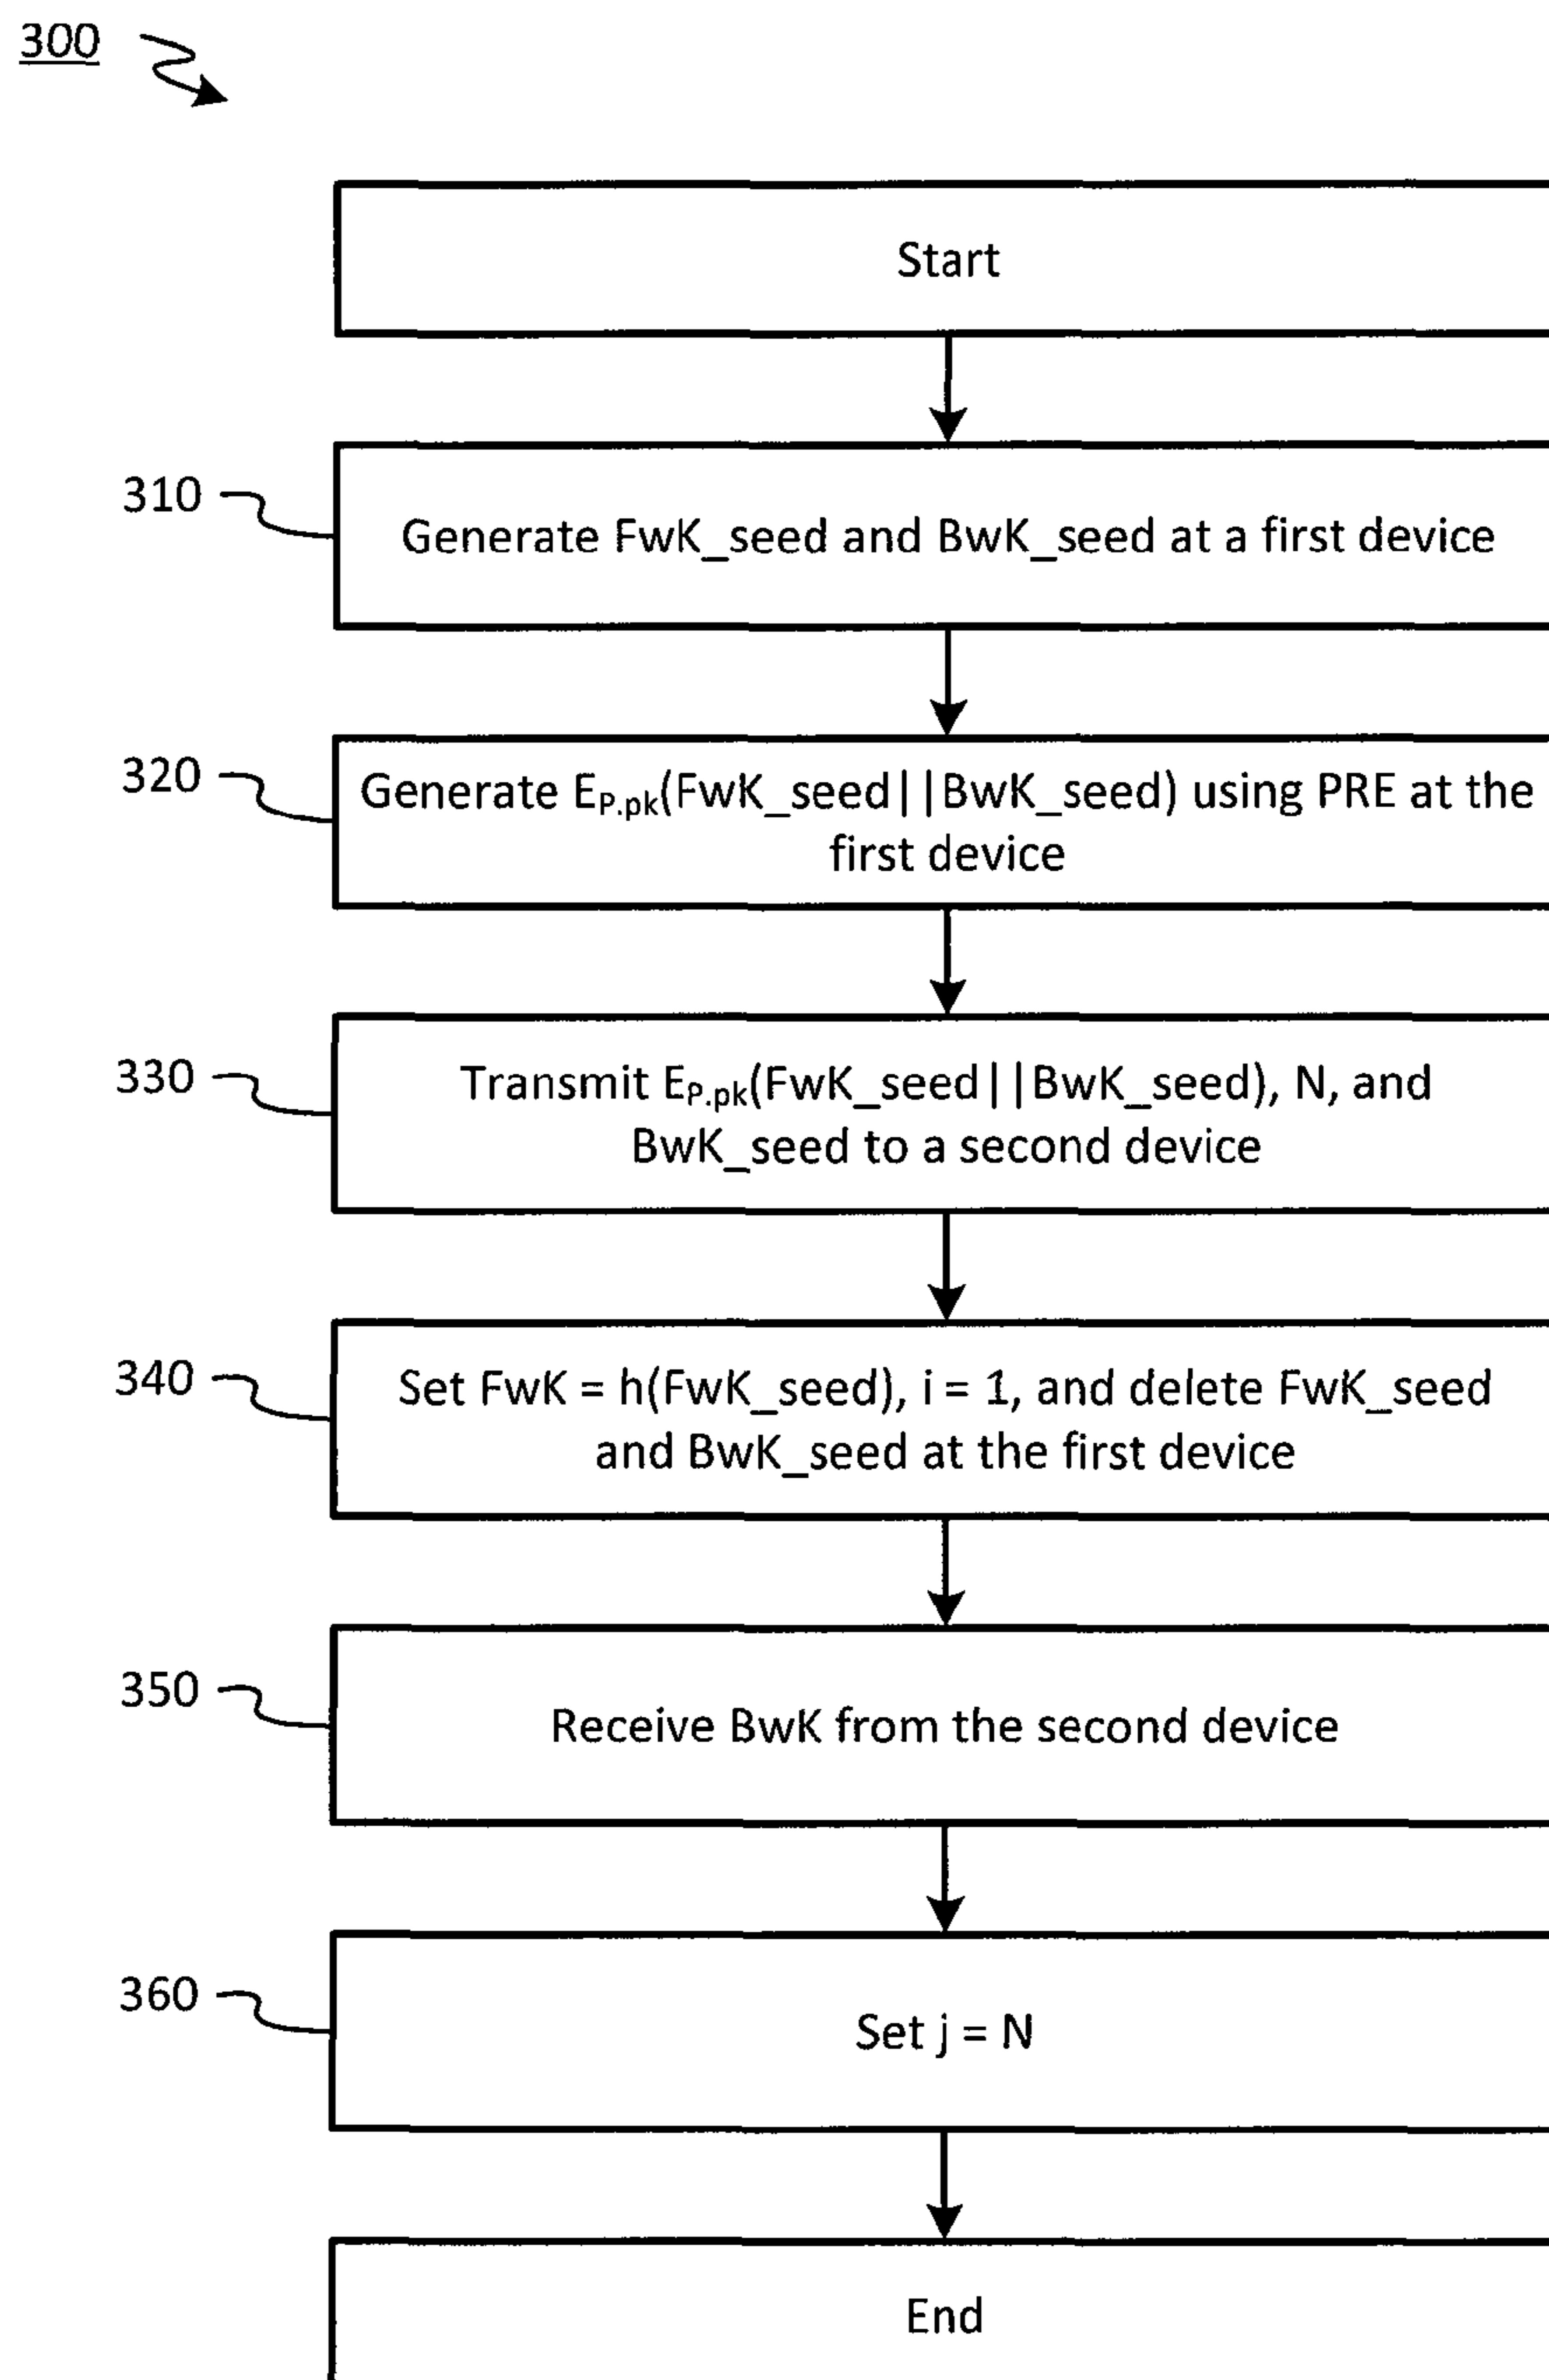 300
Start
310
Generate FwK_seed and BwK_seed at a first device
320
Generate E_P.pk(FwK_seed||BwK_seed) using PRE at the
first device
330
Transmit E_P.pk(FwK_seed||BwK_seed), N, and
BwK_seed to a second device
340
Set FwK = h(FwK_seed), i = 1, and delete FwK_seed
and BwK_seed at the first device
350
Receive BwK from the second device
360
Set j = N
End